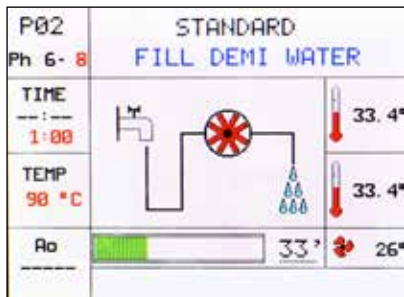 P02
STANDARD
Ph 6- 8
FILL DEMI WATER
TIME
--:--
1:00
33.4°
TEMP
90 °C
33.4°
Ao
-----
33'
26°